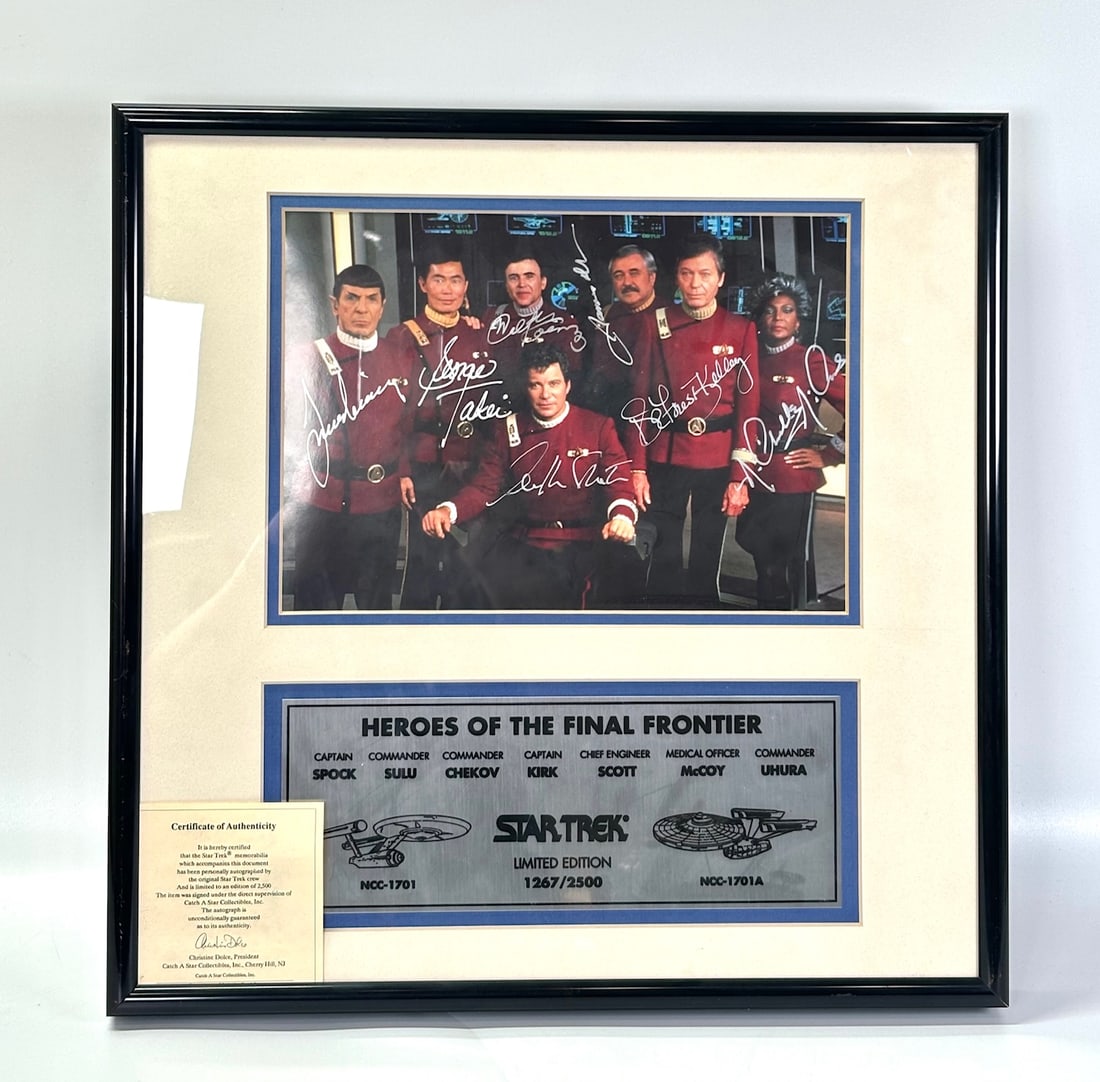 George
Takei
DeForest Kelley
HEROES OF THE FINAL FRONTIER
CAPTAIN COMMANDER COMMANDER CAPTAIN CHIEF ENGINEER MEDICAL OFFICER COMMANDER
SPOCK SULU CHEKOV KIRK SCOTT McCOY UHURA
STAR TREK®
LIMITED EDITION
NCC-1701 1267/2500 NCC-1701A
Certificate of Authenticity
It is hereby certified
that the Star Trek® memorabilia
which accompanies this document
has been personally autographed by
the original Star Trek crew
And is limited to an edition of 2,500
The item was signed under the direct supervision of
Catch A Star Collectibles, Inc.
The autograph is
unconditionally guaranteed
as to its authenticity.
Christine Dolce, President
Catch A Star Collectibles, Inc., Cherry Hill, NJ
Catch A Star Collectibles, Inc.